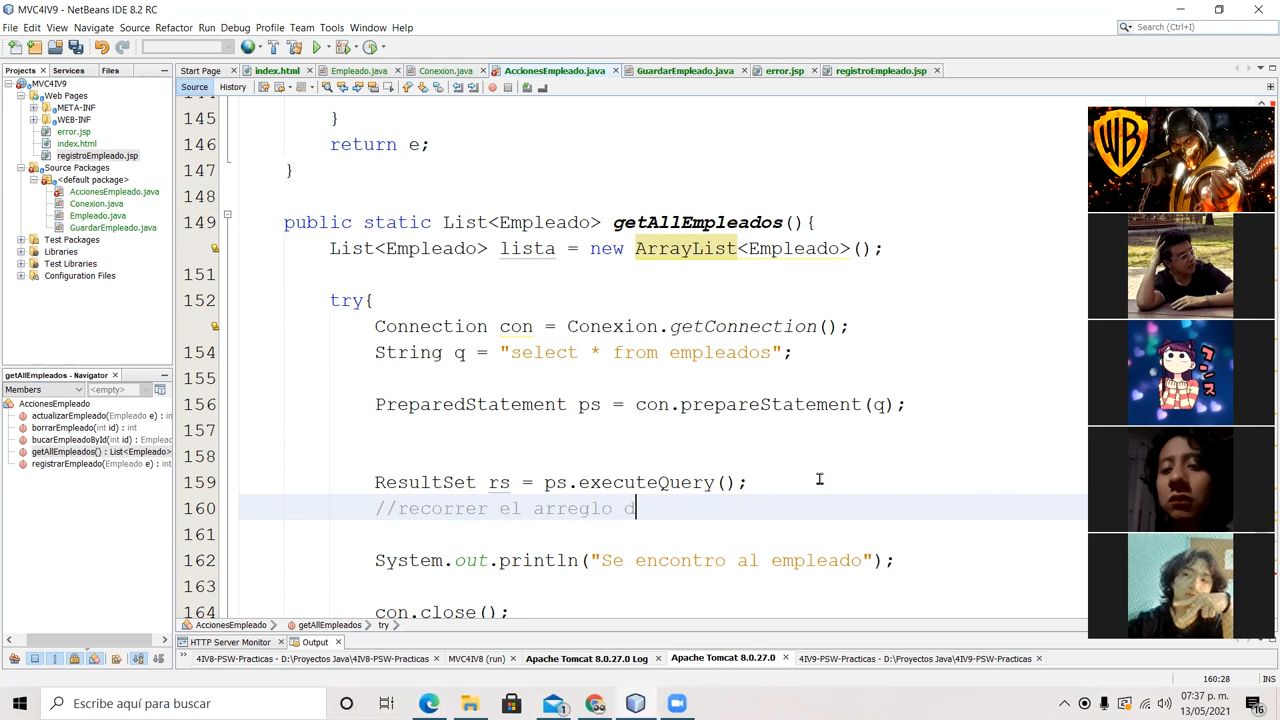 MVC4IV9 - NetBeans IDE 8.2 RC
File Edit View Navigate Source Refactor Run Debug Profile Team Tools Window Help
Search (Ctrl+I)
Projects Services Files
Start Page index.html Empleado.java Conexion.java AccionesEmpleado.java GuardarEmpleado.java error.jsp registroEmpleado.jsp
Source History
MVC4IV9
Web Pages
META-INF
WEB-INF
error.jsp
index.html
registroEmpleado.jsp
Source Packages
<default package>
AccionesEmpleado.java
Conexion.java
Empleado.java
GuardarEmpleado.java
Test Packages
Libraries
Test Libraries
Configuration Files
getAllEmpleados - Navigator
Members <empty>
AccionesEmpleado
actualizarEmpleado(Empleado e) : int
borrarEmpleado(int id) : int
bucarEmpleadoById(int id) : Emplead
getAllEmpleados() : List<Empleado>
registrarEmpleado(Empleado e) : int
145 }
146 return e;
147 }
148
149 public static List<Empleado> getAllEmpleados(){
List<Empleado> lista = new ArrayList<Empleado>();
151
152 try{
Connection con = Conexion.getConnection();
154 String q = "select * from empleados";
155
156 PreparedStatement ps = con.prepareStatement(q);
157
158
159 ResultSet rs = ps.executeQuery();
160 //recorrer el arreglo d
161
162 System.out.println("Se encontro al empleado");
163
164 con.close();
WB
AccionesEmpleado getAllEmpleados try
HTTP Server Monitor Output
4IV8-PSW-Practicas - D:\Proyectos Java\4IV8-PSW-Practicas MVC4IV8 (run) Apache Tomcat 8.0.27.0 Log Apache Tomcat 8.0.27.0 4IV9-PSW-Practicas - D:\Proyectos Java\4IV9-PSW-Practicas
160:28 INS
Escribe aquí para buscar
07:37 p. m.
13/05/2021
16